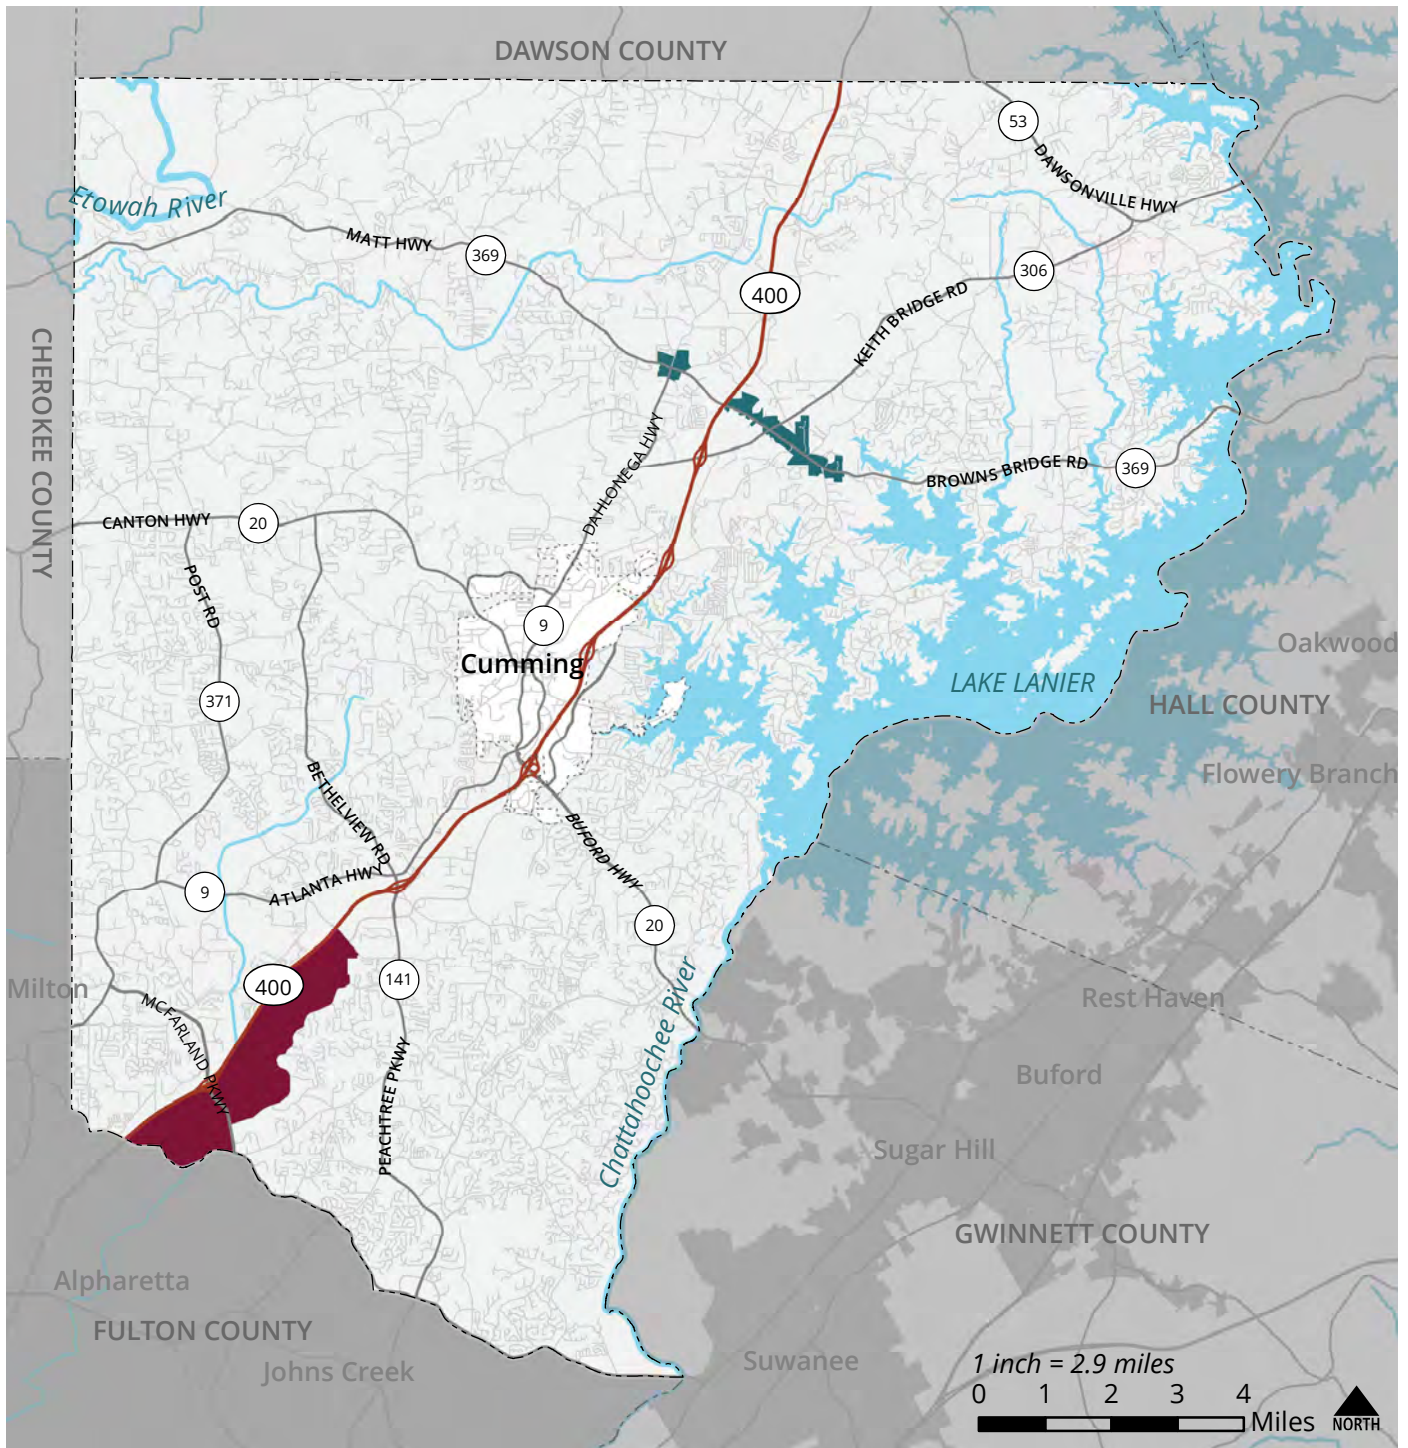 DAWSON COUNTY
53
DAWSONVILLE HWY
Etowah River
MATT HWY
369
306
400
KEITH BRIDGE RD
CHEROKEE COUNTY
DAHLONEGA HWY
BROWNS BRIDGE RD
369
CANTON HWY
20
POST RD
9
Cumming
Oakwood
LAKE LANIER
HALL COUNTY
371
Flowery Branch
BETHELVIEW RD
BUFORD HWY
9
ATLANTA HWY
20
400
141
Milton
MCFARLAND PKWY
Chattahoochee River
Rest Haven
PEACHTREE PKWY
Buford
Sugar Hill
GWINNETT COUNTY
Alpharetta
FULTON COUNTY
Johns Creek
Suwanee
1 inch = 2.9 miles
0 1 2 3 4
Miles
NORTH